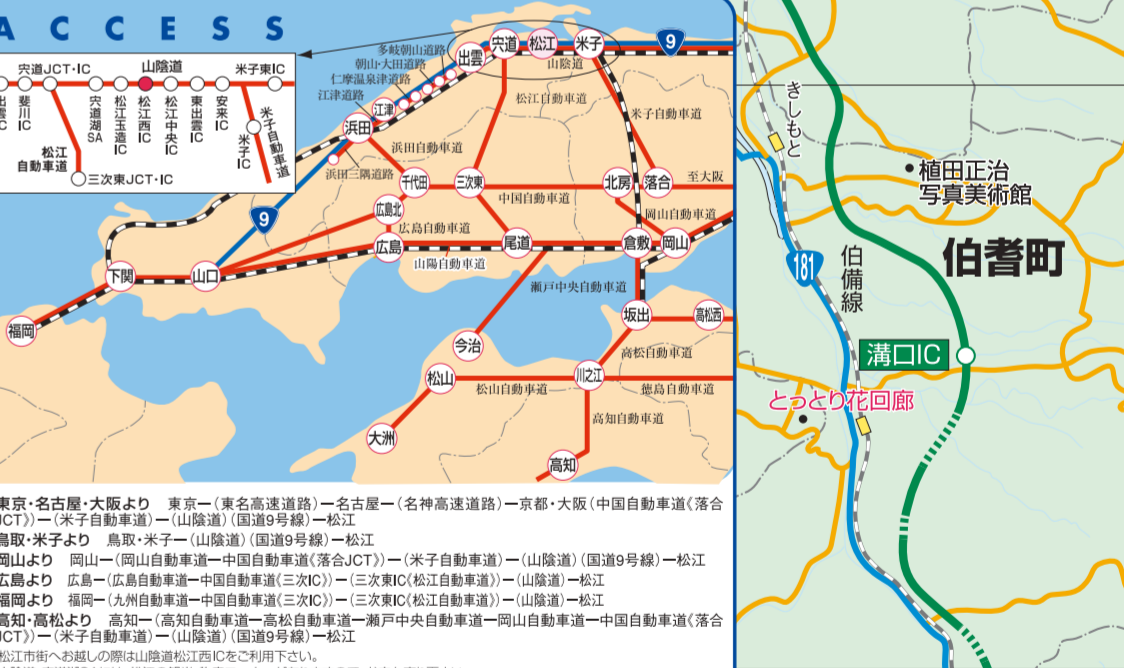 ACCESS
宍道JCT・IC
山陰道
米子東IC
出雲IC
斐川IC
宍道湖SA
松江玉造IC
松江西IC
松江中央IC
東出雲IC
安来IC
米子IC
米子自動車道
松江自動車道
三次東JCT・IC
多岐朝山道路
朝山・大田道路
仁摩温泉津道路
江津道路
出雲
宍道
松江
米子
9
山陰道
江津
浜田
松江自動車道
米子自動車道
浜田自動車道
浜田三隅道路
千代田
三次東
北房
落合
至大阪
中国自動車道
9
広島北
岡山自動車道
広島自動車道
広島
尾道
倉敷
岡山
山陽自動車道
下関
山口
瀬戸中央自動車道
福岡
坂出
高松西
今治
高松自動車道
松山
川之江
松山自動車道
徳島自動車道
高知自動車道
大洲
高知
東京・名古屋・大阪より 東京ー(東名高速道路)ー名古屋ー(名神高速道路)ー京都・大阪(中国自動車道《落合
JCT》)ー(米子自動車道)ー(山陰道)(国道9号線)ー松江
鳥取・米子より 鳥取・米子ー(山陰道)(国道9号線)ー松江
岡山より 岡山ー(岡山自動車道ー中国自動車道《落合JCT》)ー(米子自動車道)ー(山陰道)(国道9号線)ー松江
広島より 広島ー(広島自動車道ー中国自動車道《三次IC》)ー(三次東IC《松江自動車道》)ー(山陰道)ー松江
福岡より 福岡ー(九州自動車道ー中国自動車道《三次IC》)ー(三次東IC《松江自動車道》)ー(山陰道)ー松江
高知・高松より 高知ー(高知自動車道ー高松自動車道ー瀬戸中央自動車道ー岡山自動車道ー中国自動車道《落合
JCT》)ー(米子自動車道)ー(山陰道)(国道9号線)ー松江
松江市街へお越しの際は山陰道松江西ICをご利用下さい。
きしもと
植田正治
写真美術館
伯耆町
181
伯備線
溝口IC
とっとり花回廊